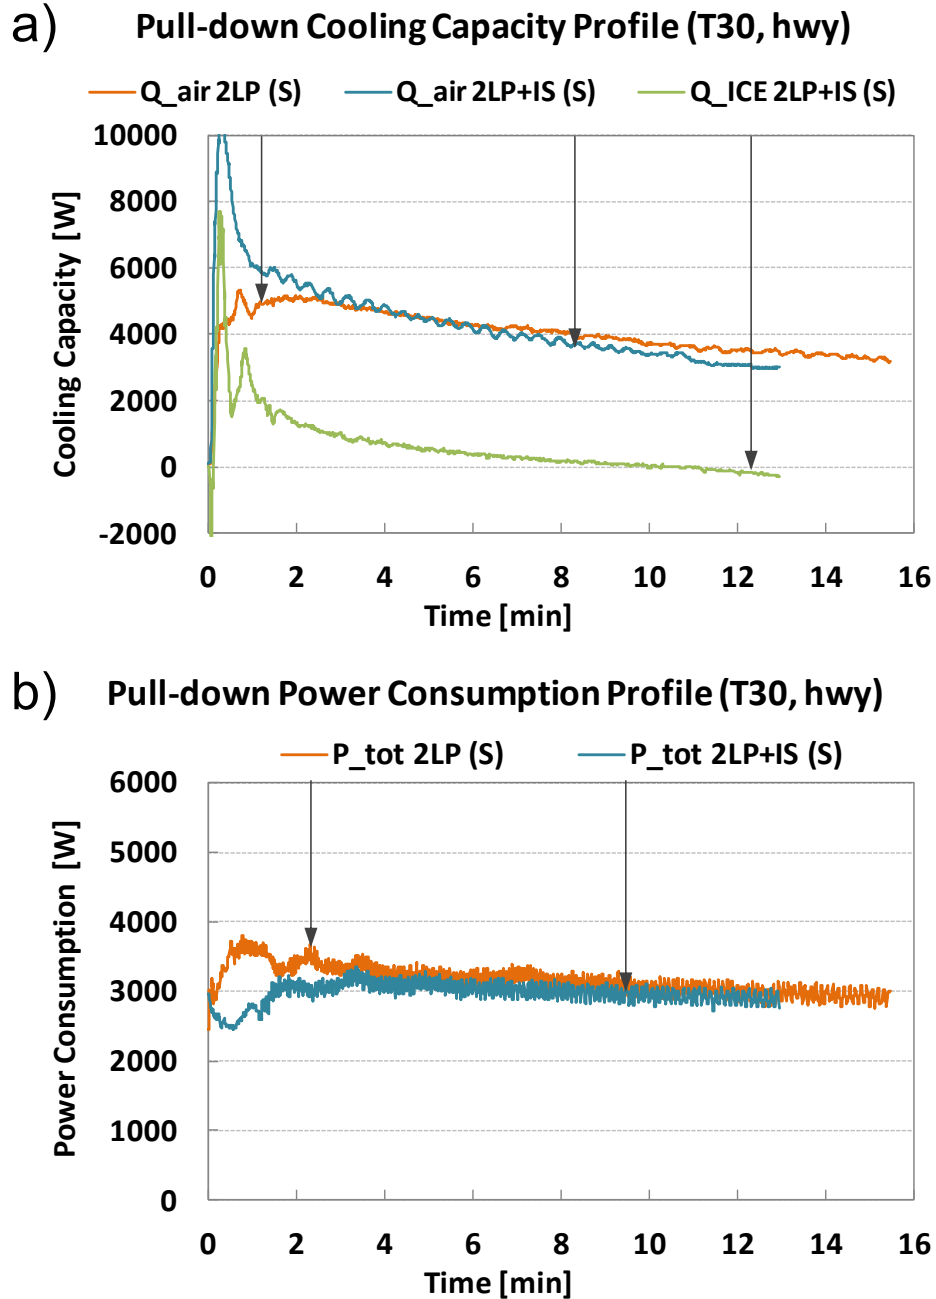 a) Pull-down Cooling Capacity Profile (T30, hwy)
Q_air 2LP (S) Q_air 2LP+IS (S) Q_ICE 2LP+IS (S)
Cooling Capacity [W]
10000
8000
6000
4000
2000
0
-2000
0 2 4 6 8 10 12 14 16
Time [min]
b) Pull-down Power Consumption Profile (T30, hwy)
P_tot 2LP (S) P_tot 2LP+IS (S)
Power Consumption [W]
6000
5000
4000
3000
2000
1000
0
0 2 4 6 8 10 12 14 16
Time [min]